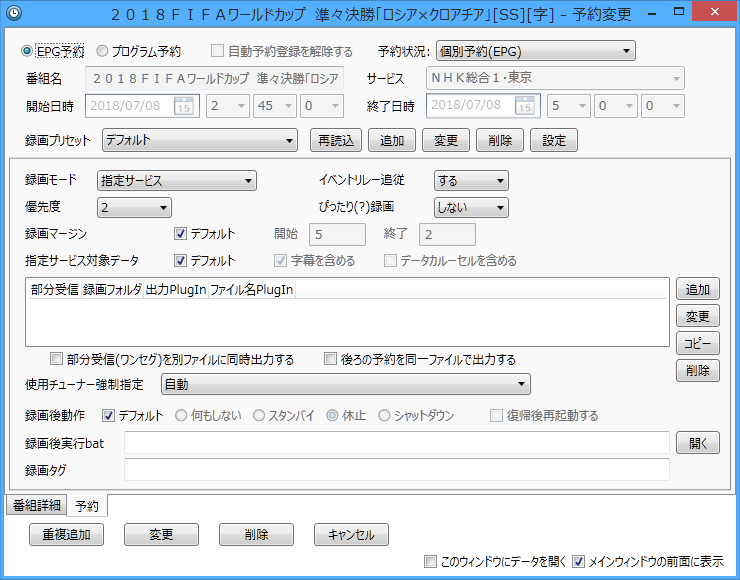 ２０１８ＦＩＦＡワールドカップ 準々決勝「ロシア×クロアチア」[SS][字] - 予約変更
EPG予約 プログラム予約 自動予約登録を解除する 予約状況: 個別予約(EPG)
番組名 ２０１８ＦＩＦＡワールドカップ 準々決勝「ロシア サービス ＮＨＫ総合１・東京
開始日時 2018/07/08 15 2 45 0 終了日時 2018/07/08 15 5 0 0
録画プリセット デフォルト 再読込 追加 変更 削除 設定
録画モード 指定サービス イベントリレー追従 する
優先度 2 ぴったり(?)録画 しない
録画マージン デフォルト 開始 5 終了 2
指定サービス対象データ デフォルト 字幕を含める データカルーセルを含める
部分受信 録画フォルダ 出力PlugIn ファイル名PlugIn 追加
変更
コピー
削除
部分受信(ワンセグ)を別ファイルに同時出力する 後ろの予約を同一ファイルで出力する
使用チューナー強制指定 自動
録画後動作 デフォルト 何もしない スタンバイ 休止 シャットダウン 復帰後再起動する
録画後実行bat 開く
録画タグ
番組詳細 予約
重複追加 変更 削除 キャンセル
このウィンドウにデータを開く メインウィンドウの前面に表示